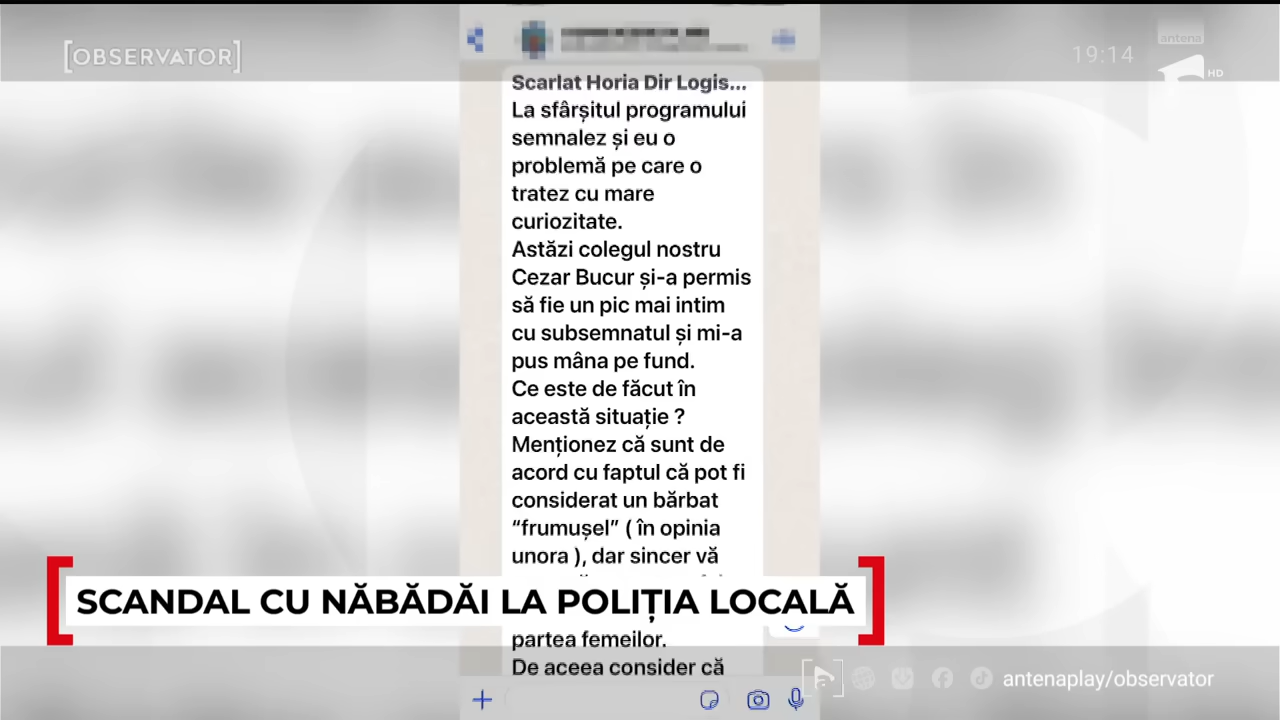 [OBSERVATOR]
19:14
antena
HD
Scarlat Horia Dir Logis...
La sfârșitul programului
semnalez și eu o
problemă pe care o
tratez cu mare
curiozitate.
Astăzi colegul nostru
Cezar Bucur și-a permis
să fie un pic mai intim
cu subsemnatul și mi-a
pus mâna pe fund.
Ce este de făcut în
această situație ?
Menționez că sunt de
acord cu faptul că pot fi
considerat un bărbat
“frumușel” ( în opinia
unora ), dar sincer vă
SCANDAL CU NĂBĂDĂI LA POLIȚIA LOCALĂ
partea femeilor.
De aceea consider că
antenaplay/observator